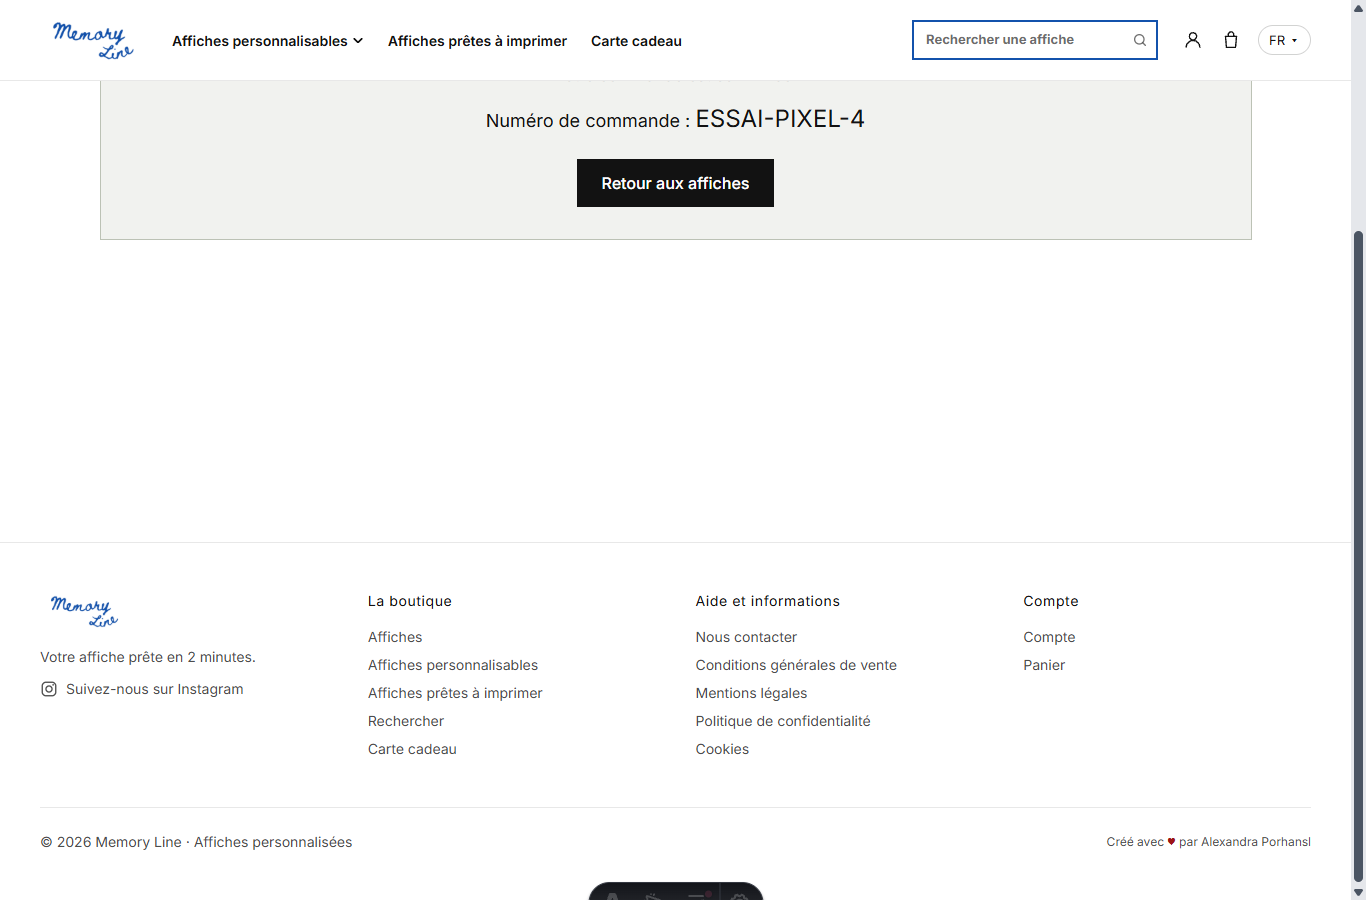 Memory Line
Affiches personnalisables
Affiches prêtes à imprimer
Carte cadeau
Rechercher une affiche
FR
Numéro de commande : ESSAI-PIXEL-4
Retour aux affiches
Memory Line
Votre affiche prête en 2 minutes.
Suivez-nous sur Instagram
La boutique
Affiches
Affiches personnalisables
Affiches prêtes à imprimer
Rechercher
Carte cadeau
Aide et informations
Nous contacter
Conditions générales de vente
Mentions légales
Politique de confidentialité
Cookies
Compte
Compte
Panier
© 2026 Memory Line · Affiches personnalisées
Créé avec ♥ par Alexandra Porhansl